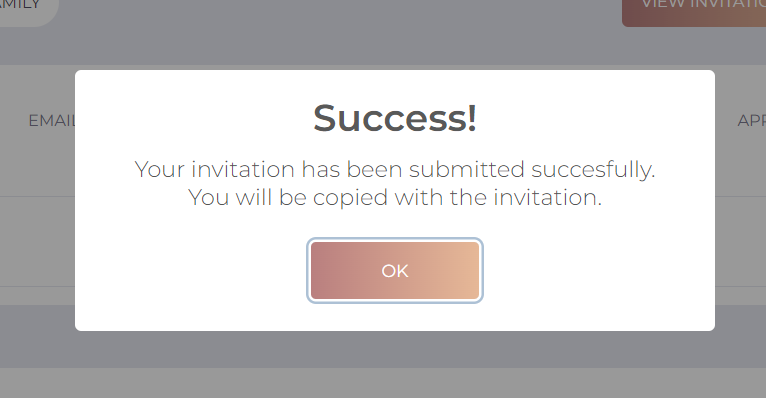 VIEW INVITATIO
EMAIL
APP
Success!
Your invitation has been submitted succesfully.
You will be copied with the invitation.
OK